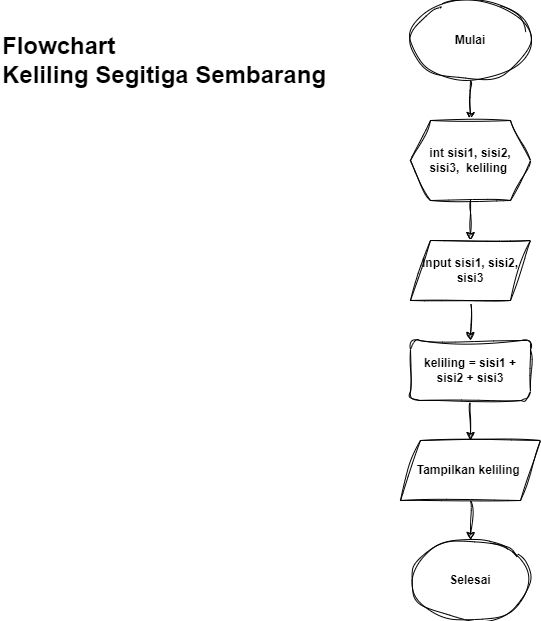 Flowchart
Keliling Segitiga Sembarang
Mulai
int sisi1, sisi2,
sisi3, keliling
Input sisi1, sisi2,
sisi3
keliling = sisi1 +
sisi2 + sisi3
Tampilkan keliling
Selesai